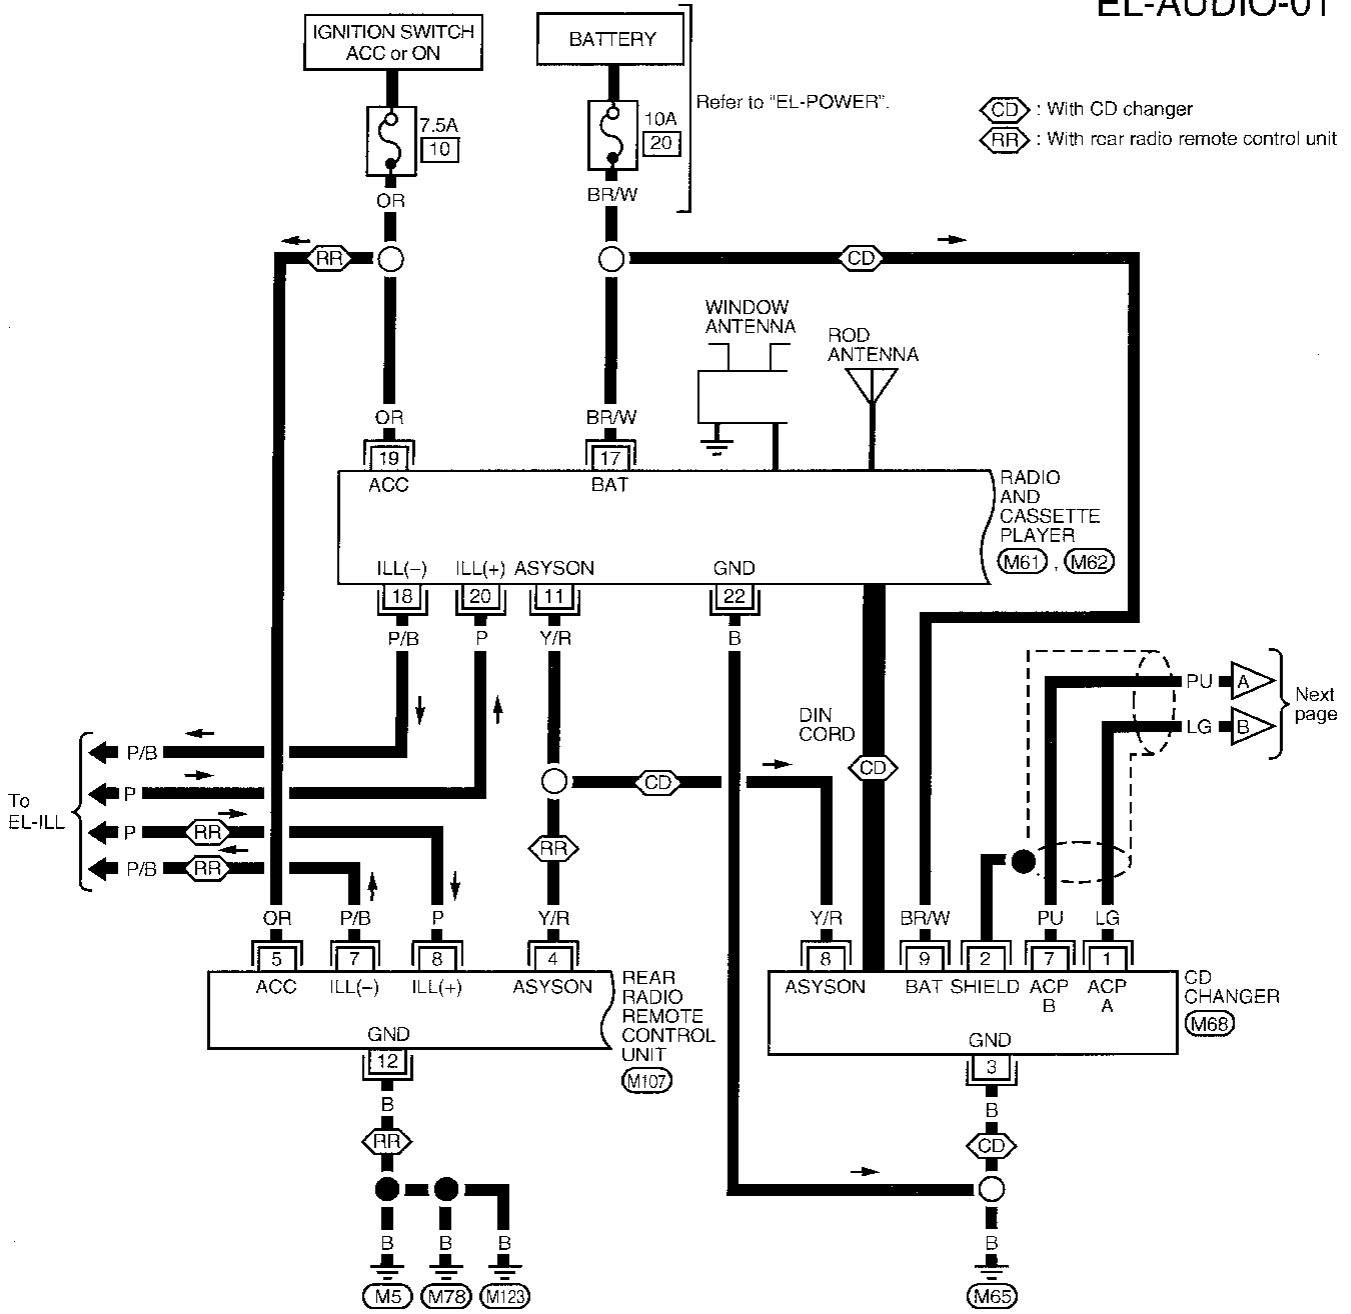 EL-AUDIO-01
IGNITION SWITCH
ACC or ON
BATTERY
Refer to "EL-POWER".
7.5A
10
10A
20
CD : With CD changer
RR : With rear radio remote control unit
OR
BR/W
RR
CD
WINDOW
ANTENNA
ROD
ANTENNA
OR
BR/W
19
17
ACC
BAT
RADIO
AND
CASSETTE
PLAYER
M61 , M62
ILL(–)
ILL(+)
ASYSON
GND
18
20
11
22
P/B
P
Y/R
B
PU
A
LG
B
Next
page
DIN
CORD
CD
CD
To
EL-ILL
P/B
P
P
RR
P/B
RR
RR
OR
P/B
P
Y/R
Y/R
BR/W
PU
LG
5
7
8
4
8
9
2
7
1
ACC
ILL(–)
ILL(+)
ASYSON
ASYSON
BAT
SHIELD
ACP
B
ACP
A
REAR
RADIO
REMOTE
CONTROL
UNIT
M107
CD
CHANGER
M68
GND
12
GND
3
B
RR
B
CD
B
B
B
B
M5
M78
M123
M65